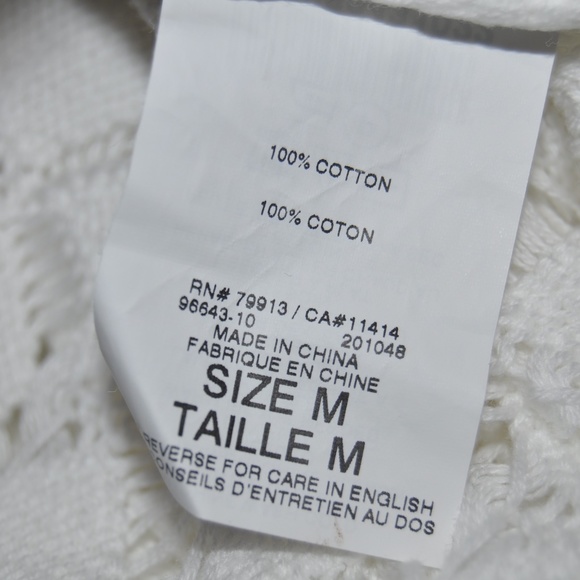 100% COTTON
100% COTON
RN# 79913 / CA#11414
96643-10 201048
MADE IN CHINA
FABRIQUE EN CHINE
SIZE M
TAILLE M
REVERSE FOR CARE IN ENGLISH
CONSEILS D'ENTRETIEN AU DOS